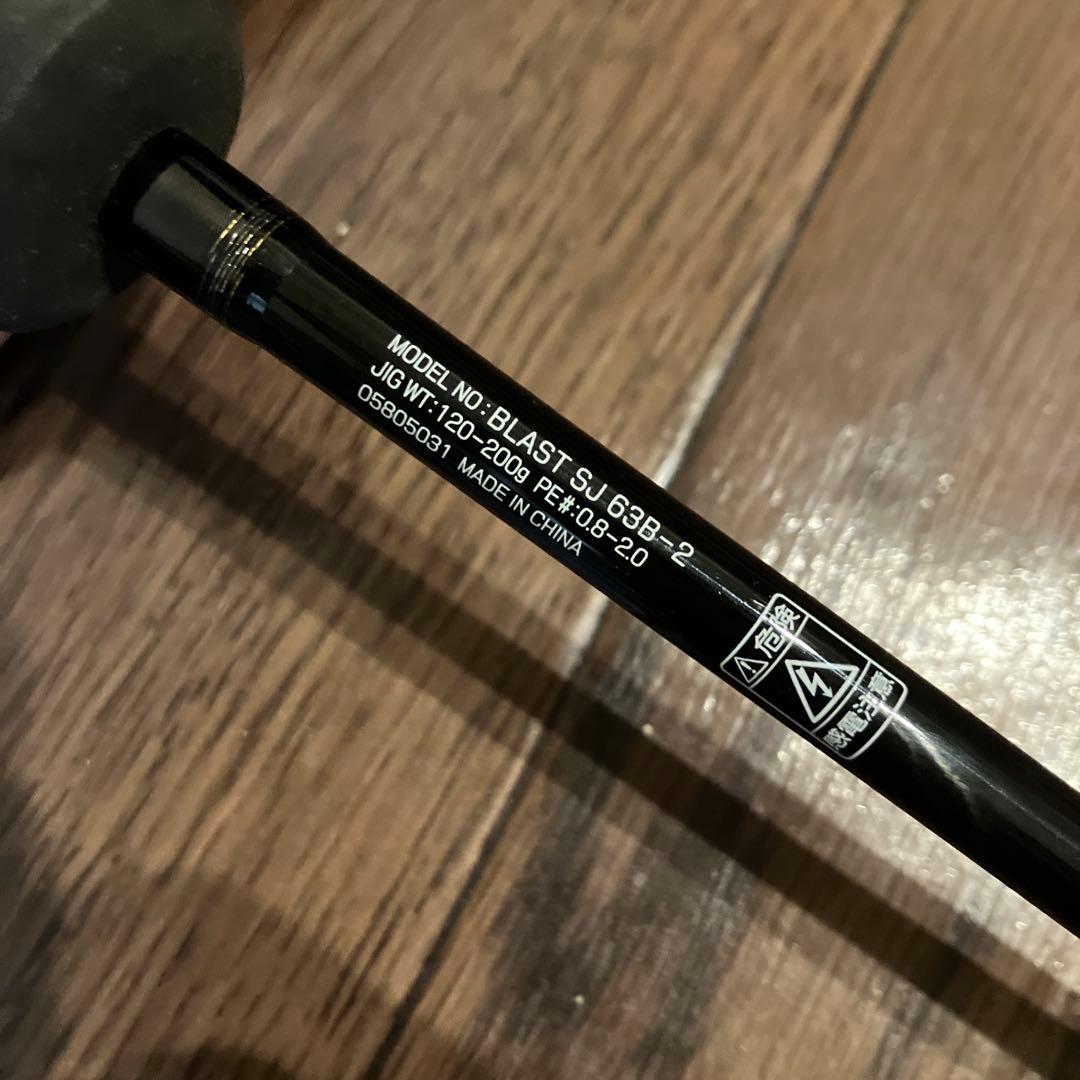 MODEL NO:BLAST SJ 63B-2
JIG WT:120-200g PE#:0.8-2.0
05805031 MADE IN CHINA
危険
感電注意